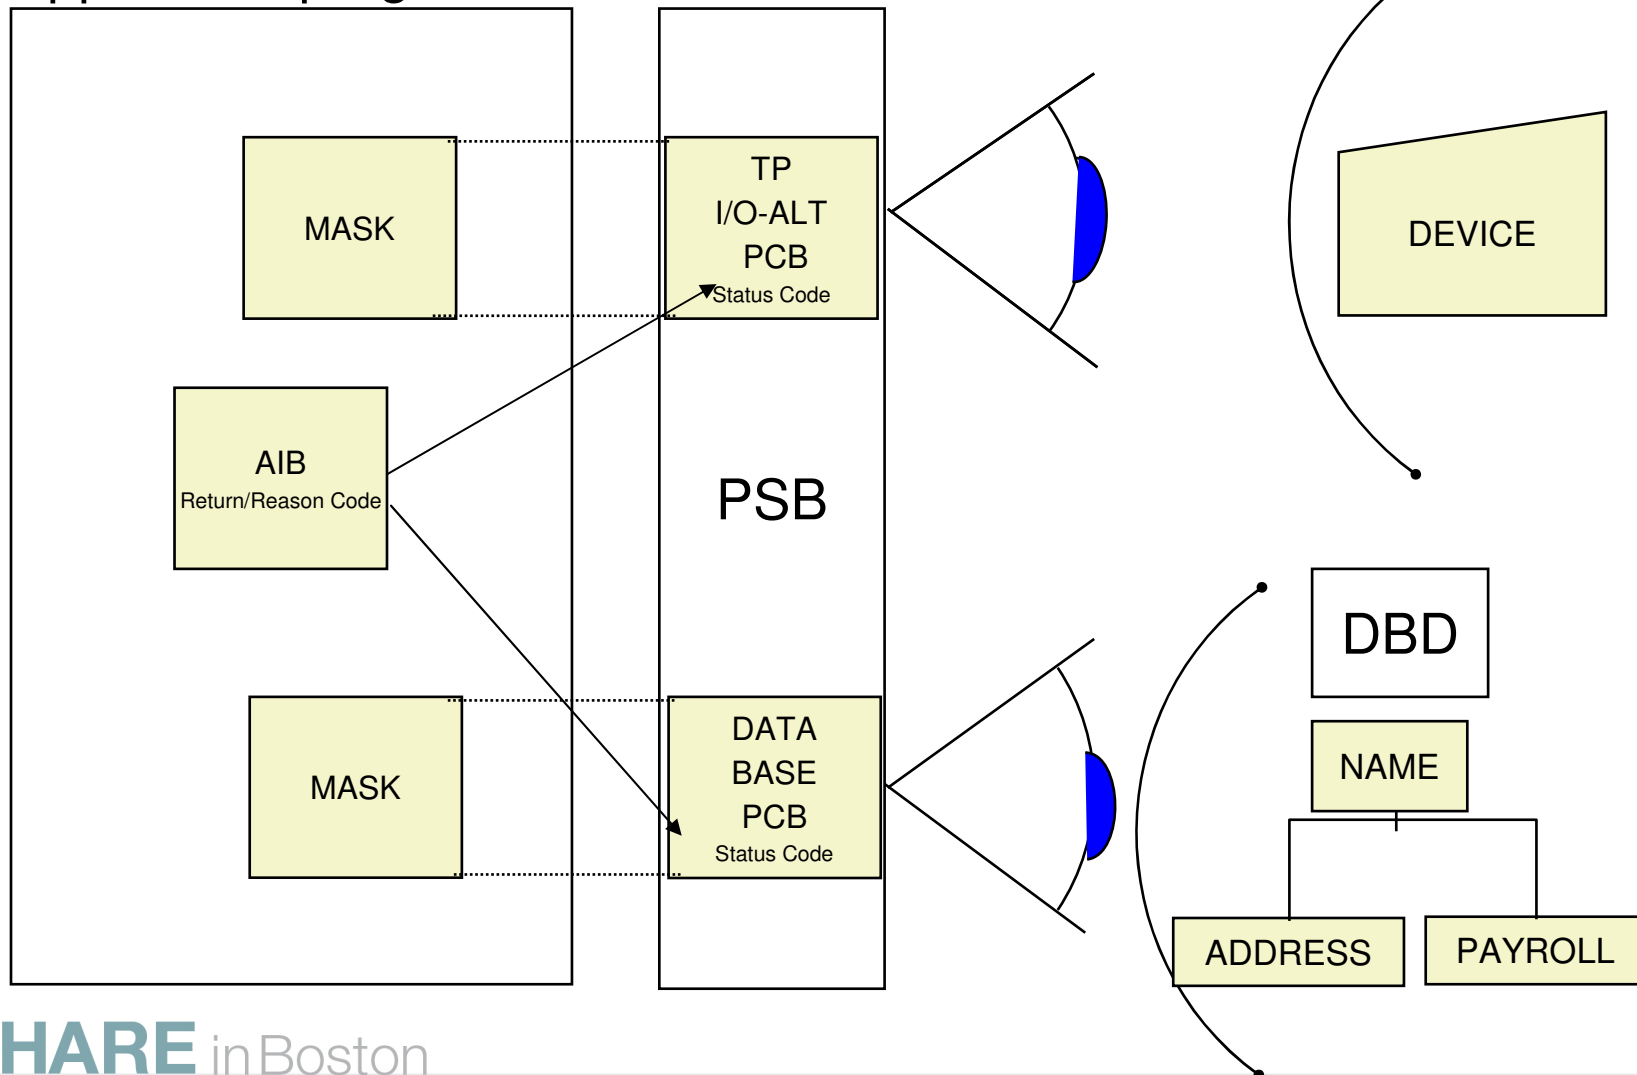 MASK
TP
I/O-ALT
PCB
Status Code
DEVICE
AIB
Return/Reason Code
PSB
DBD
NAME
MASK
DATA
BASE
PCB
Status Code
ADDRESS
PAYROLL
HARE in Boston